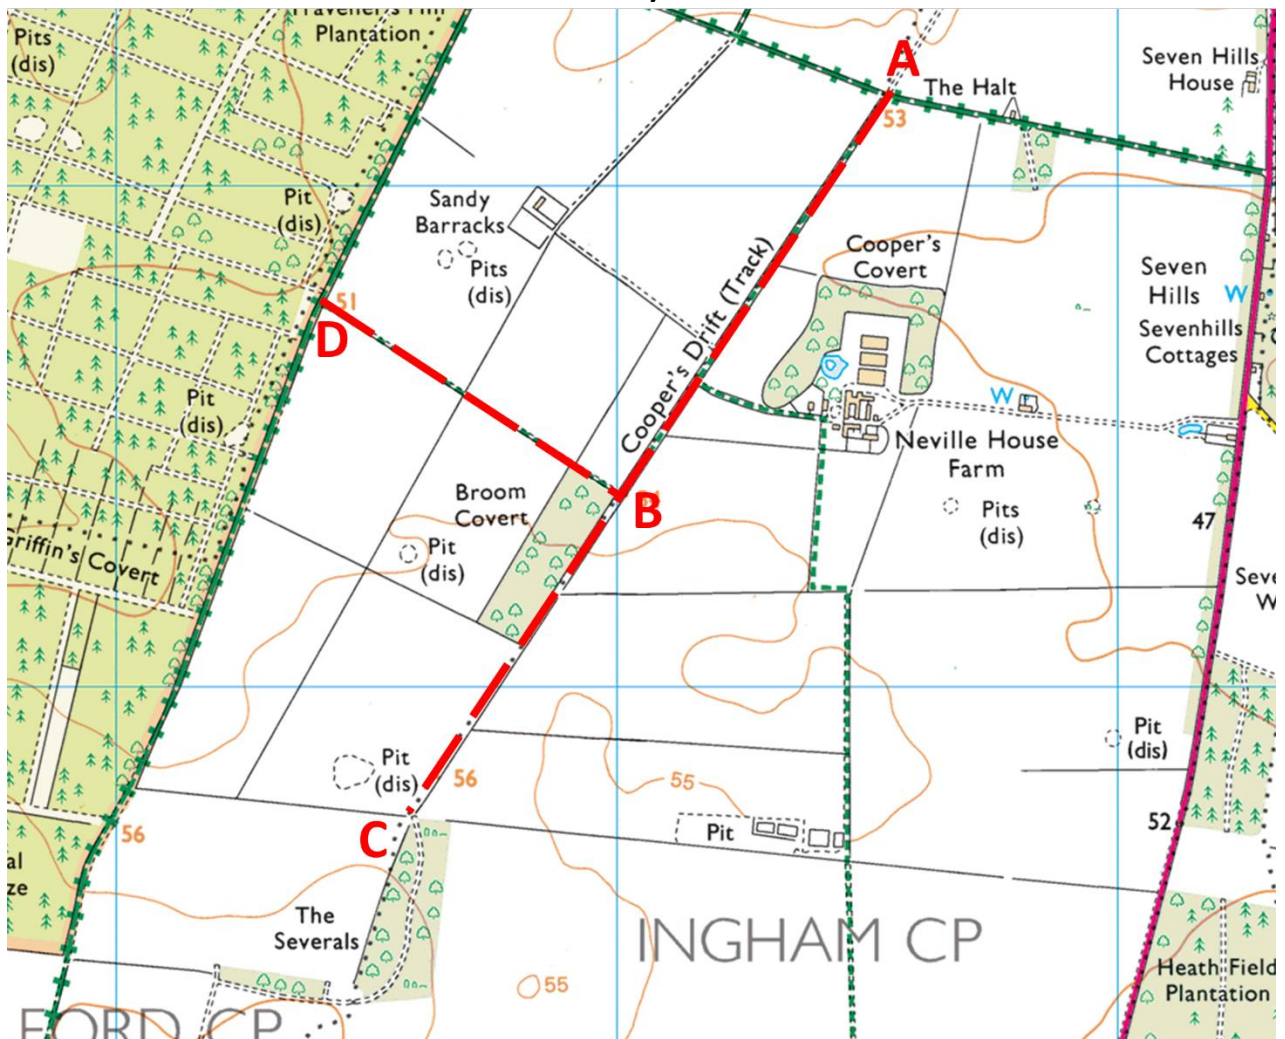 Plantation
Pits
(dis)
A
Seven Hills
House
The Halt
53
Pit
(dis)
Sandy
Barracks
Pits
(dis)
Cooper's
Covert
Cooper's Drift (Track)
Seven
Hills
W
Sevenhills
Cottages
51
D
Pit
(dis)
W
Neville House
Farm
Broom
Covert
B
Pits
(dis)
47
Pit
(dis)
Griffin's Covert
Pit
(dis)
56
55
Pit
(dis)
C
56
Pit
52
The
Severals
INGHAM CP
55
Heath Field
Plantation
FORD CP